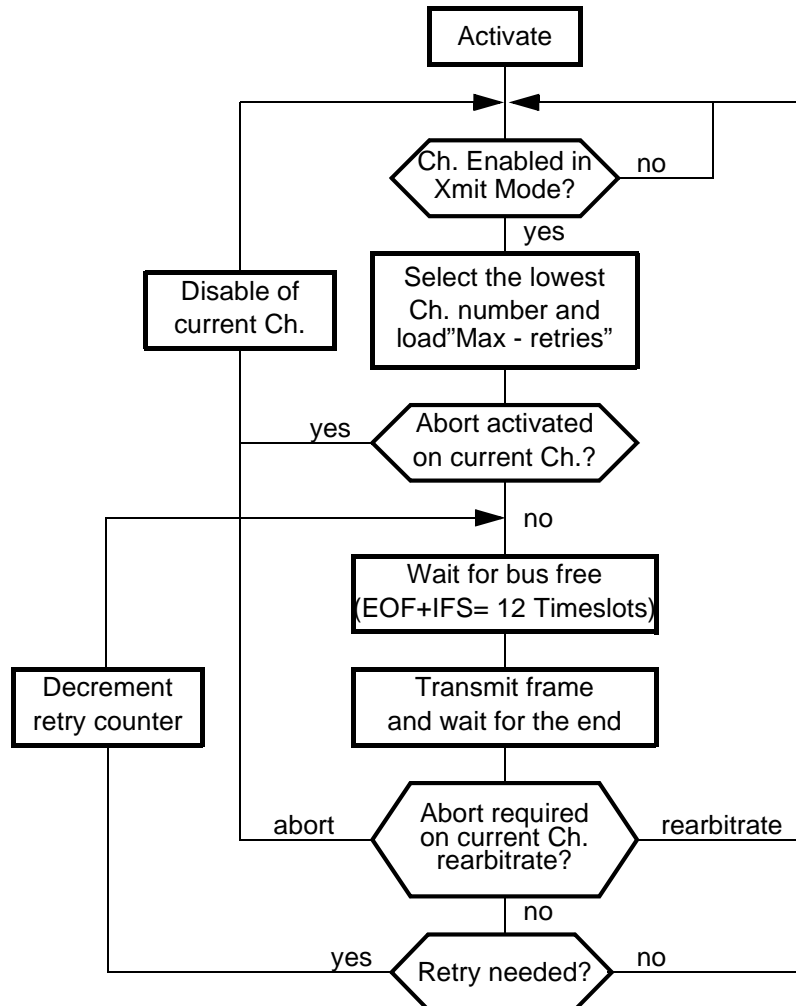 Activate
Ch. Enabled in
Xmit Mode?
no
yes
Disable of
current Ch.
Select the lowest
Ch. number and
load”Max - retries”
yes
Abort activated
on current Ch.?
no
Wait for bus free
(EOF+IFS= 12 Timeslots)
Decrement
retry counter
Transmit frame
and wait for the end
abort
Abort required
on current Ch.
rearbitrate?
rearbitrate
no
yes
Retry needed?
no